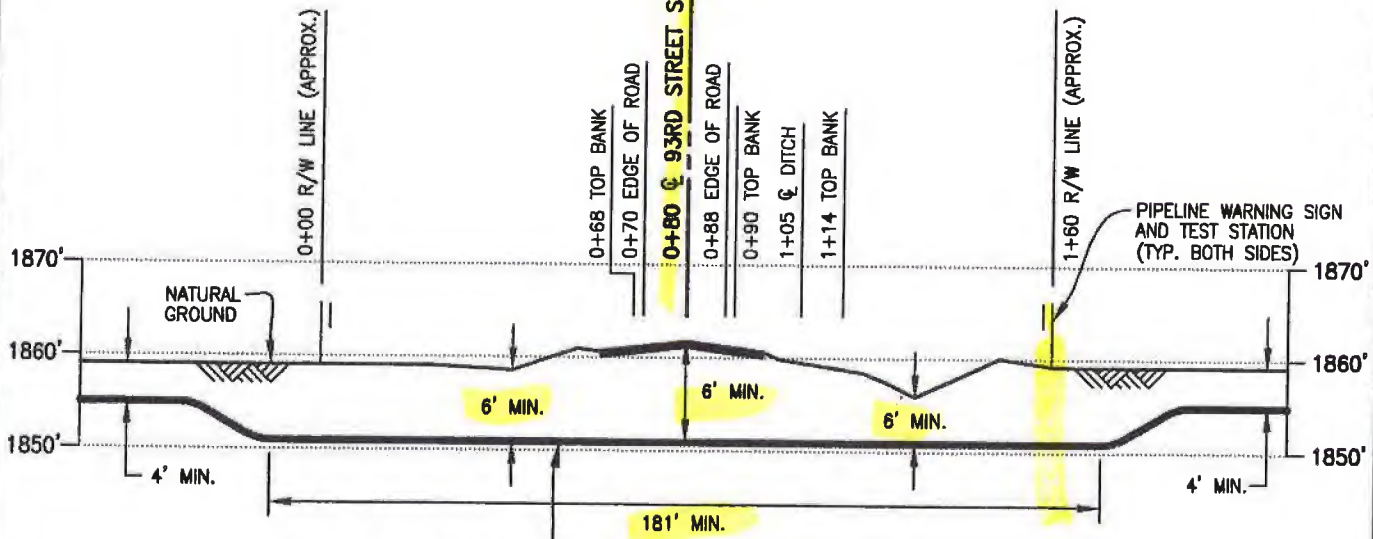 0+00 R/W LINE (APPROX.)
0+68 TOP BANK
0+70 EDGE OF ROAD
0+80 ℄ 93RD STREET S
0+88 EDGE OF ROAD
0+90 TOP BANK
1+05 ℄ DITCH
1+14 TOP BANK
1+60 R/W LINE (APPROX.)
PIPELINE WARNING SIGN
AND TEST STATION
(TYP. BOTH SIDES)
1870'
1870'
NATURAL
GROUND
1860'
1860'
6' MIN.
6' MIN.
6' MIN.
1850'
1850'
4' MIN.
4' MIN.
181' MIN.